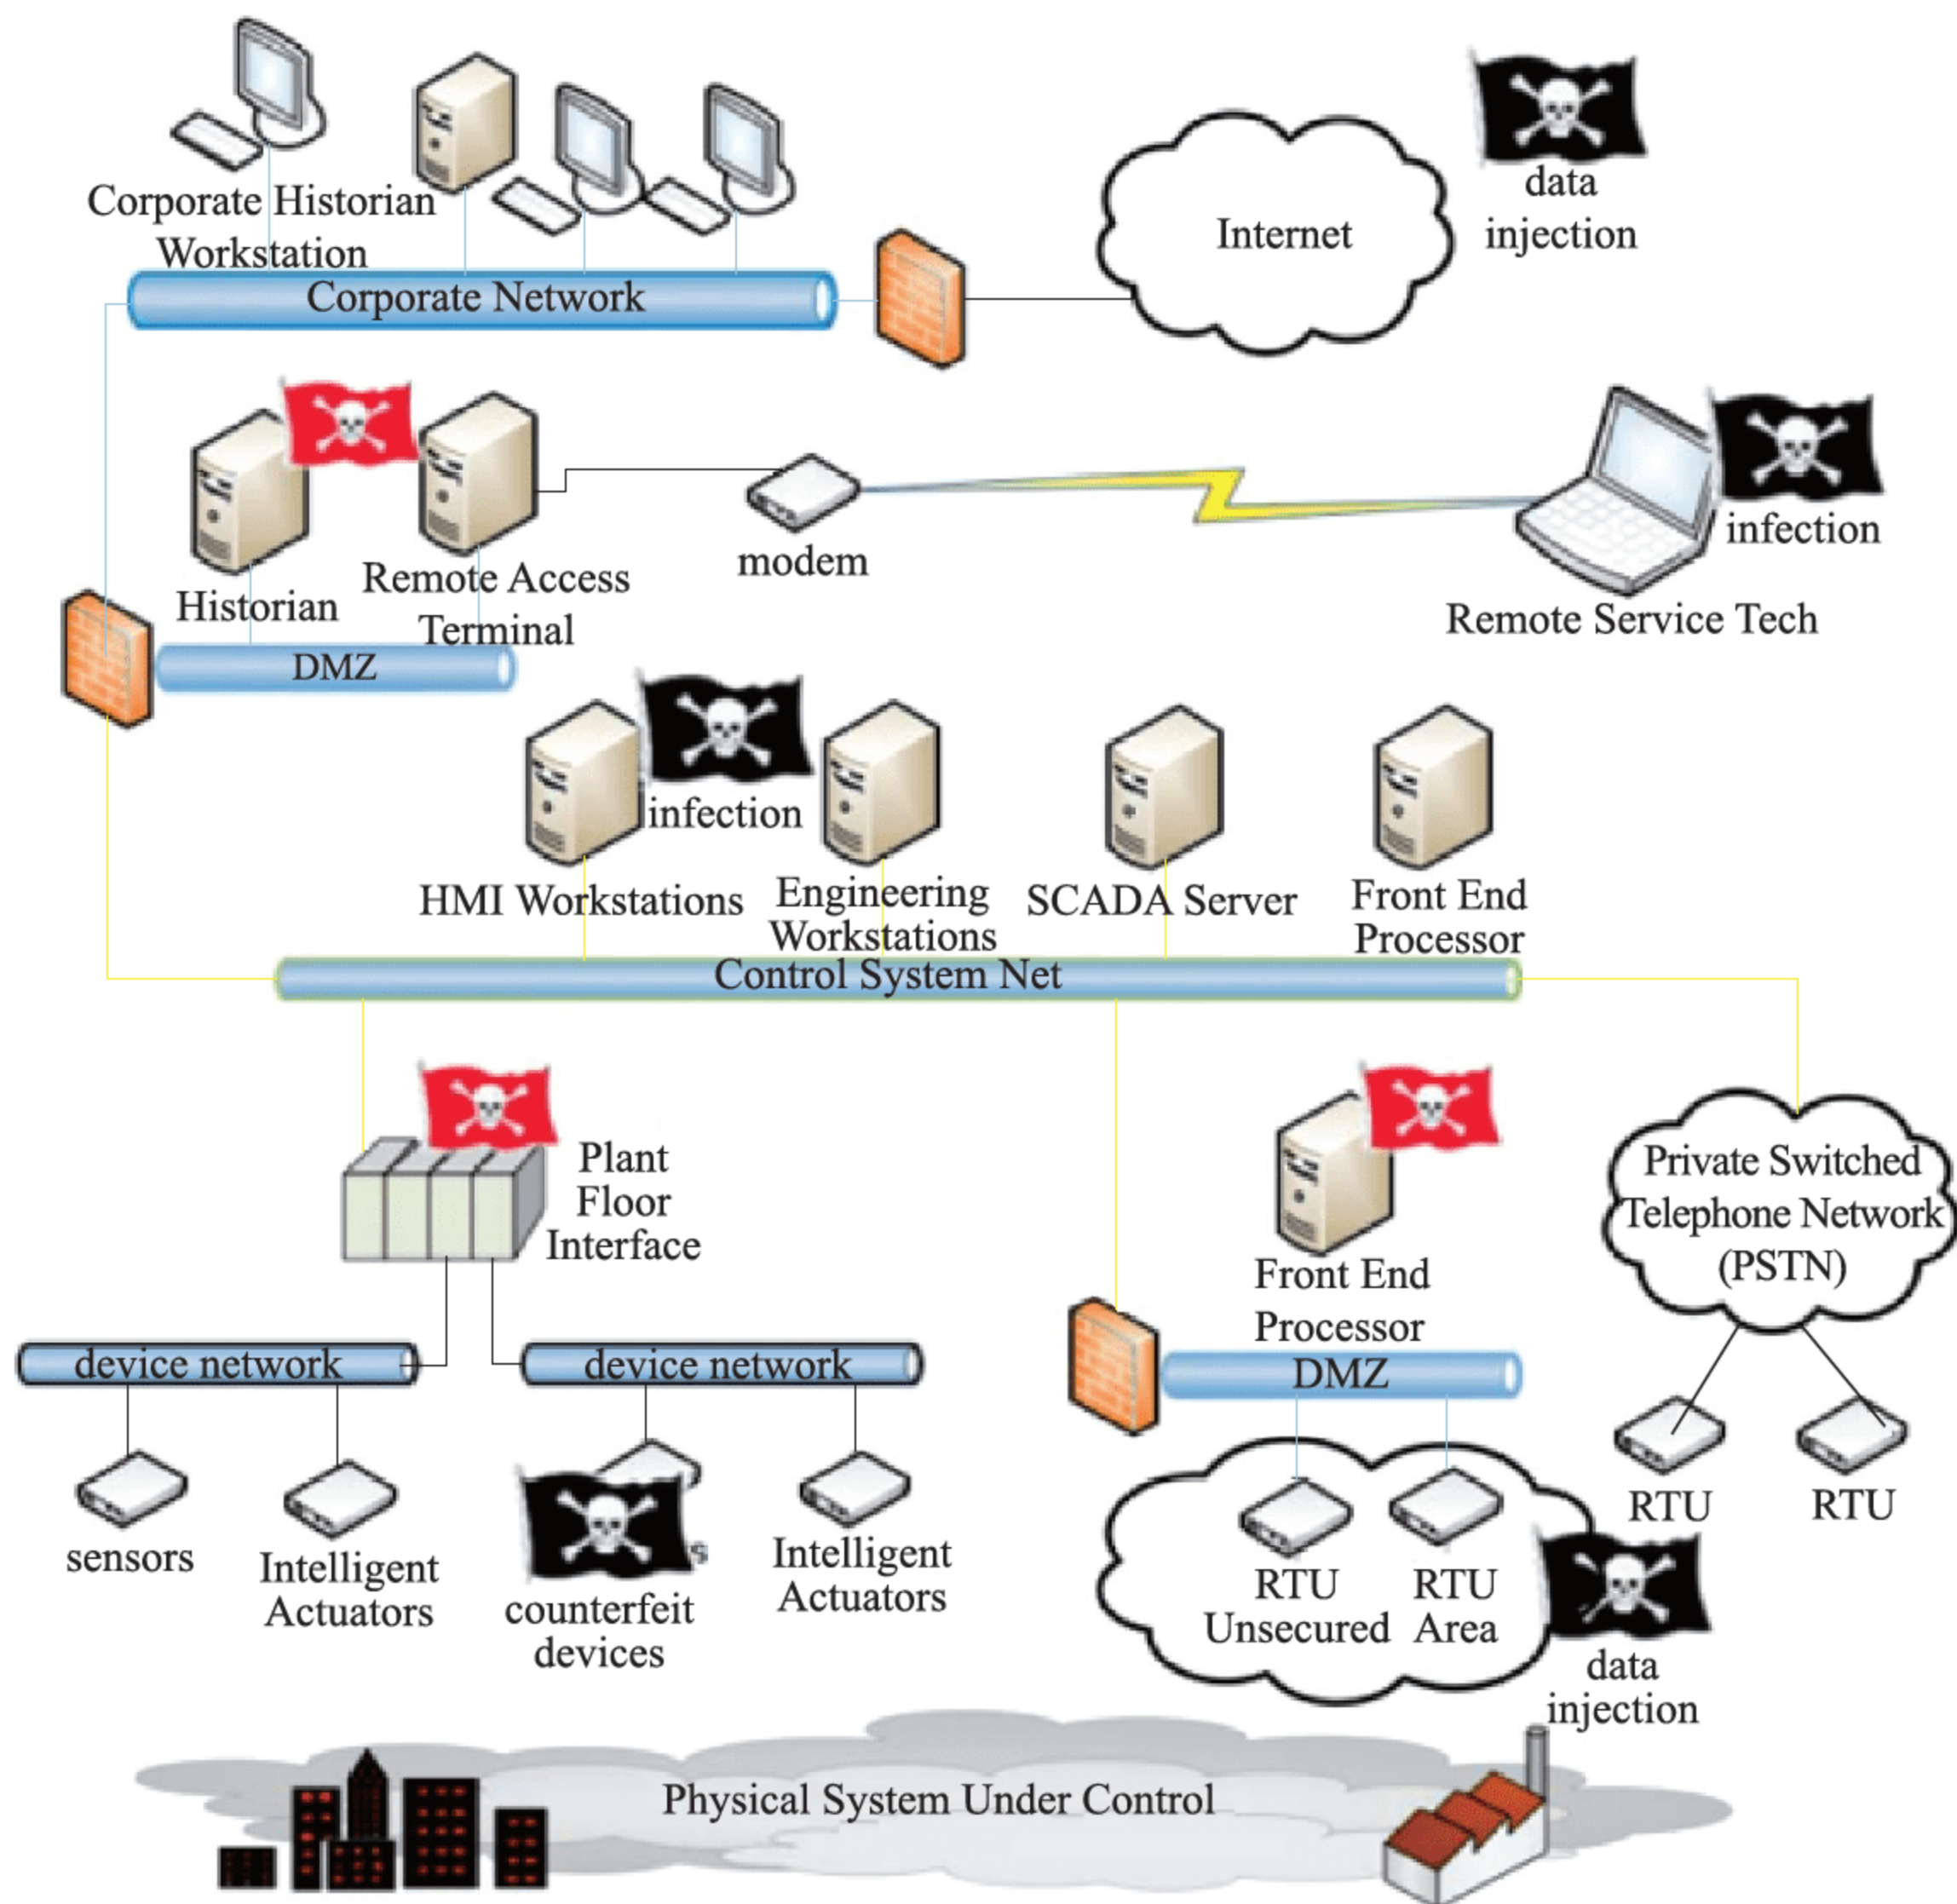 Corporate Historian
Workstation
Corporate Network
Internet
data
injection
Historian
Remote Access
Terminal
modem
infection
Remote Service Tech
DMZ
infection
HMI Workstations
Engineering
Workstations
SCADA Server
Front End
Processor
Control System Net
Plant
Floor
Interface
Front End
Processor
Private Switched
Telephone Network
(PSTN)
device network
device network
DMZ
sensors
Intelligent
Actuators
s
counterfeit
devices
Intelligent
Actuators
RTU
Unsecured
RTU
Area
RTU
RTU
data
injection
Physical System Under Control